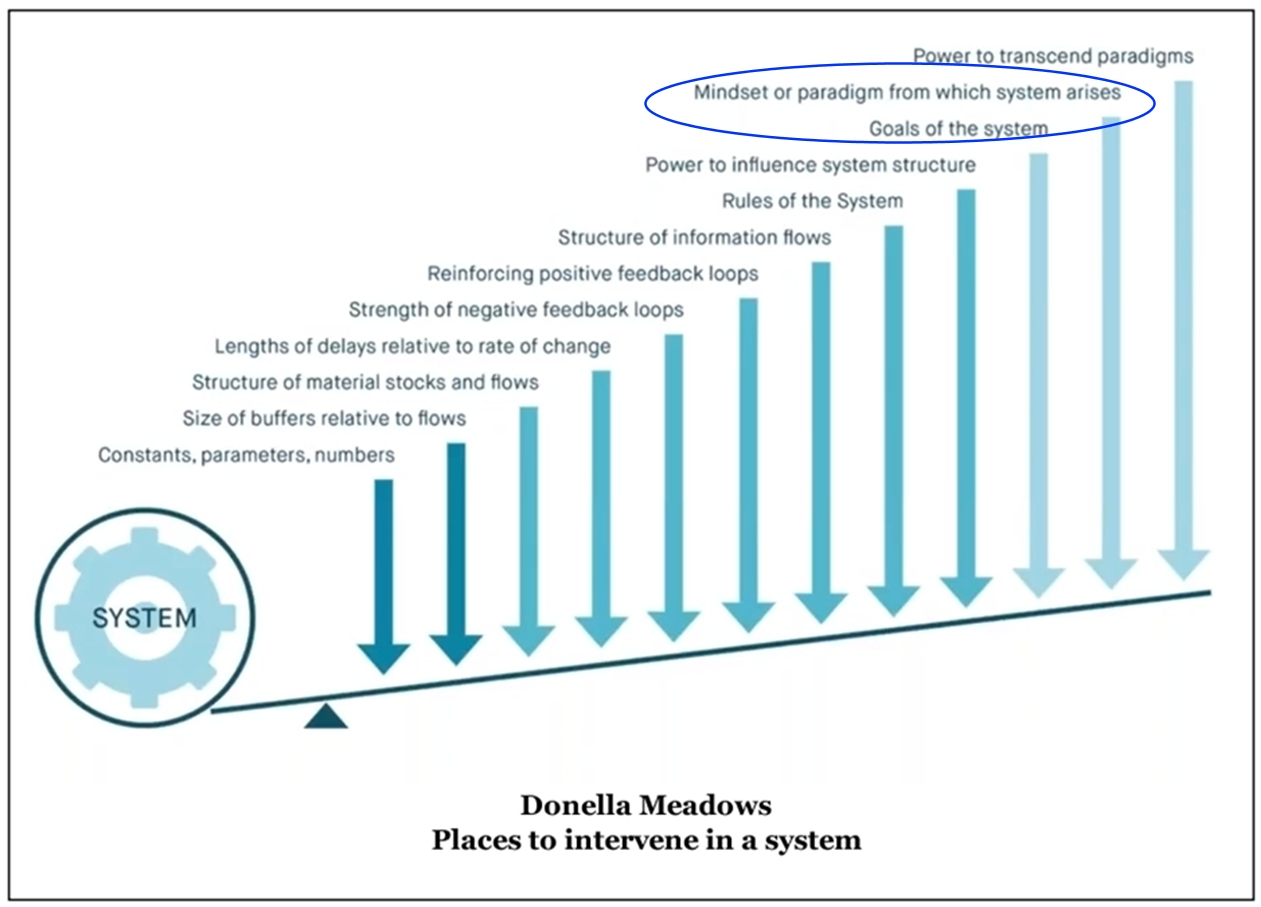 Power to transcend paradigms
Mindset or paradigm from which system arises
Goals of the system
Power to influence system structure
Rules of the System
Structure of information flows
Reinforcing positive feedback loops
Strength of negative feedback loops
Lengths of delays relative to rate of change
Structure of material stocks and flows
Size of buffers relative to flows
Constants, parameters, numbers
SYSTEM
Donella Meadows
Places to intervene in a system